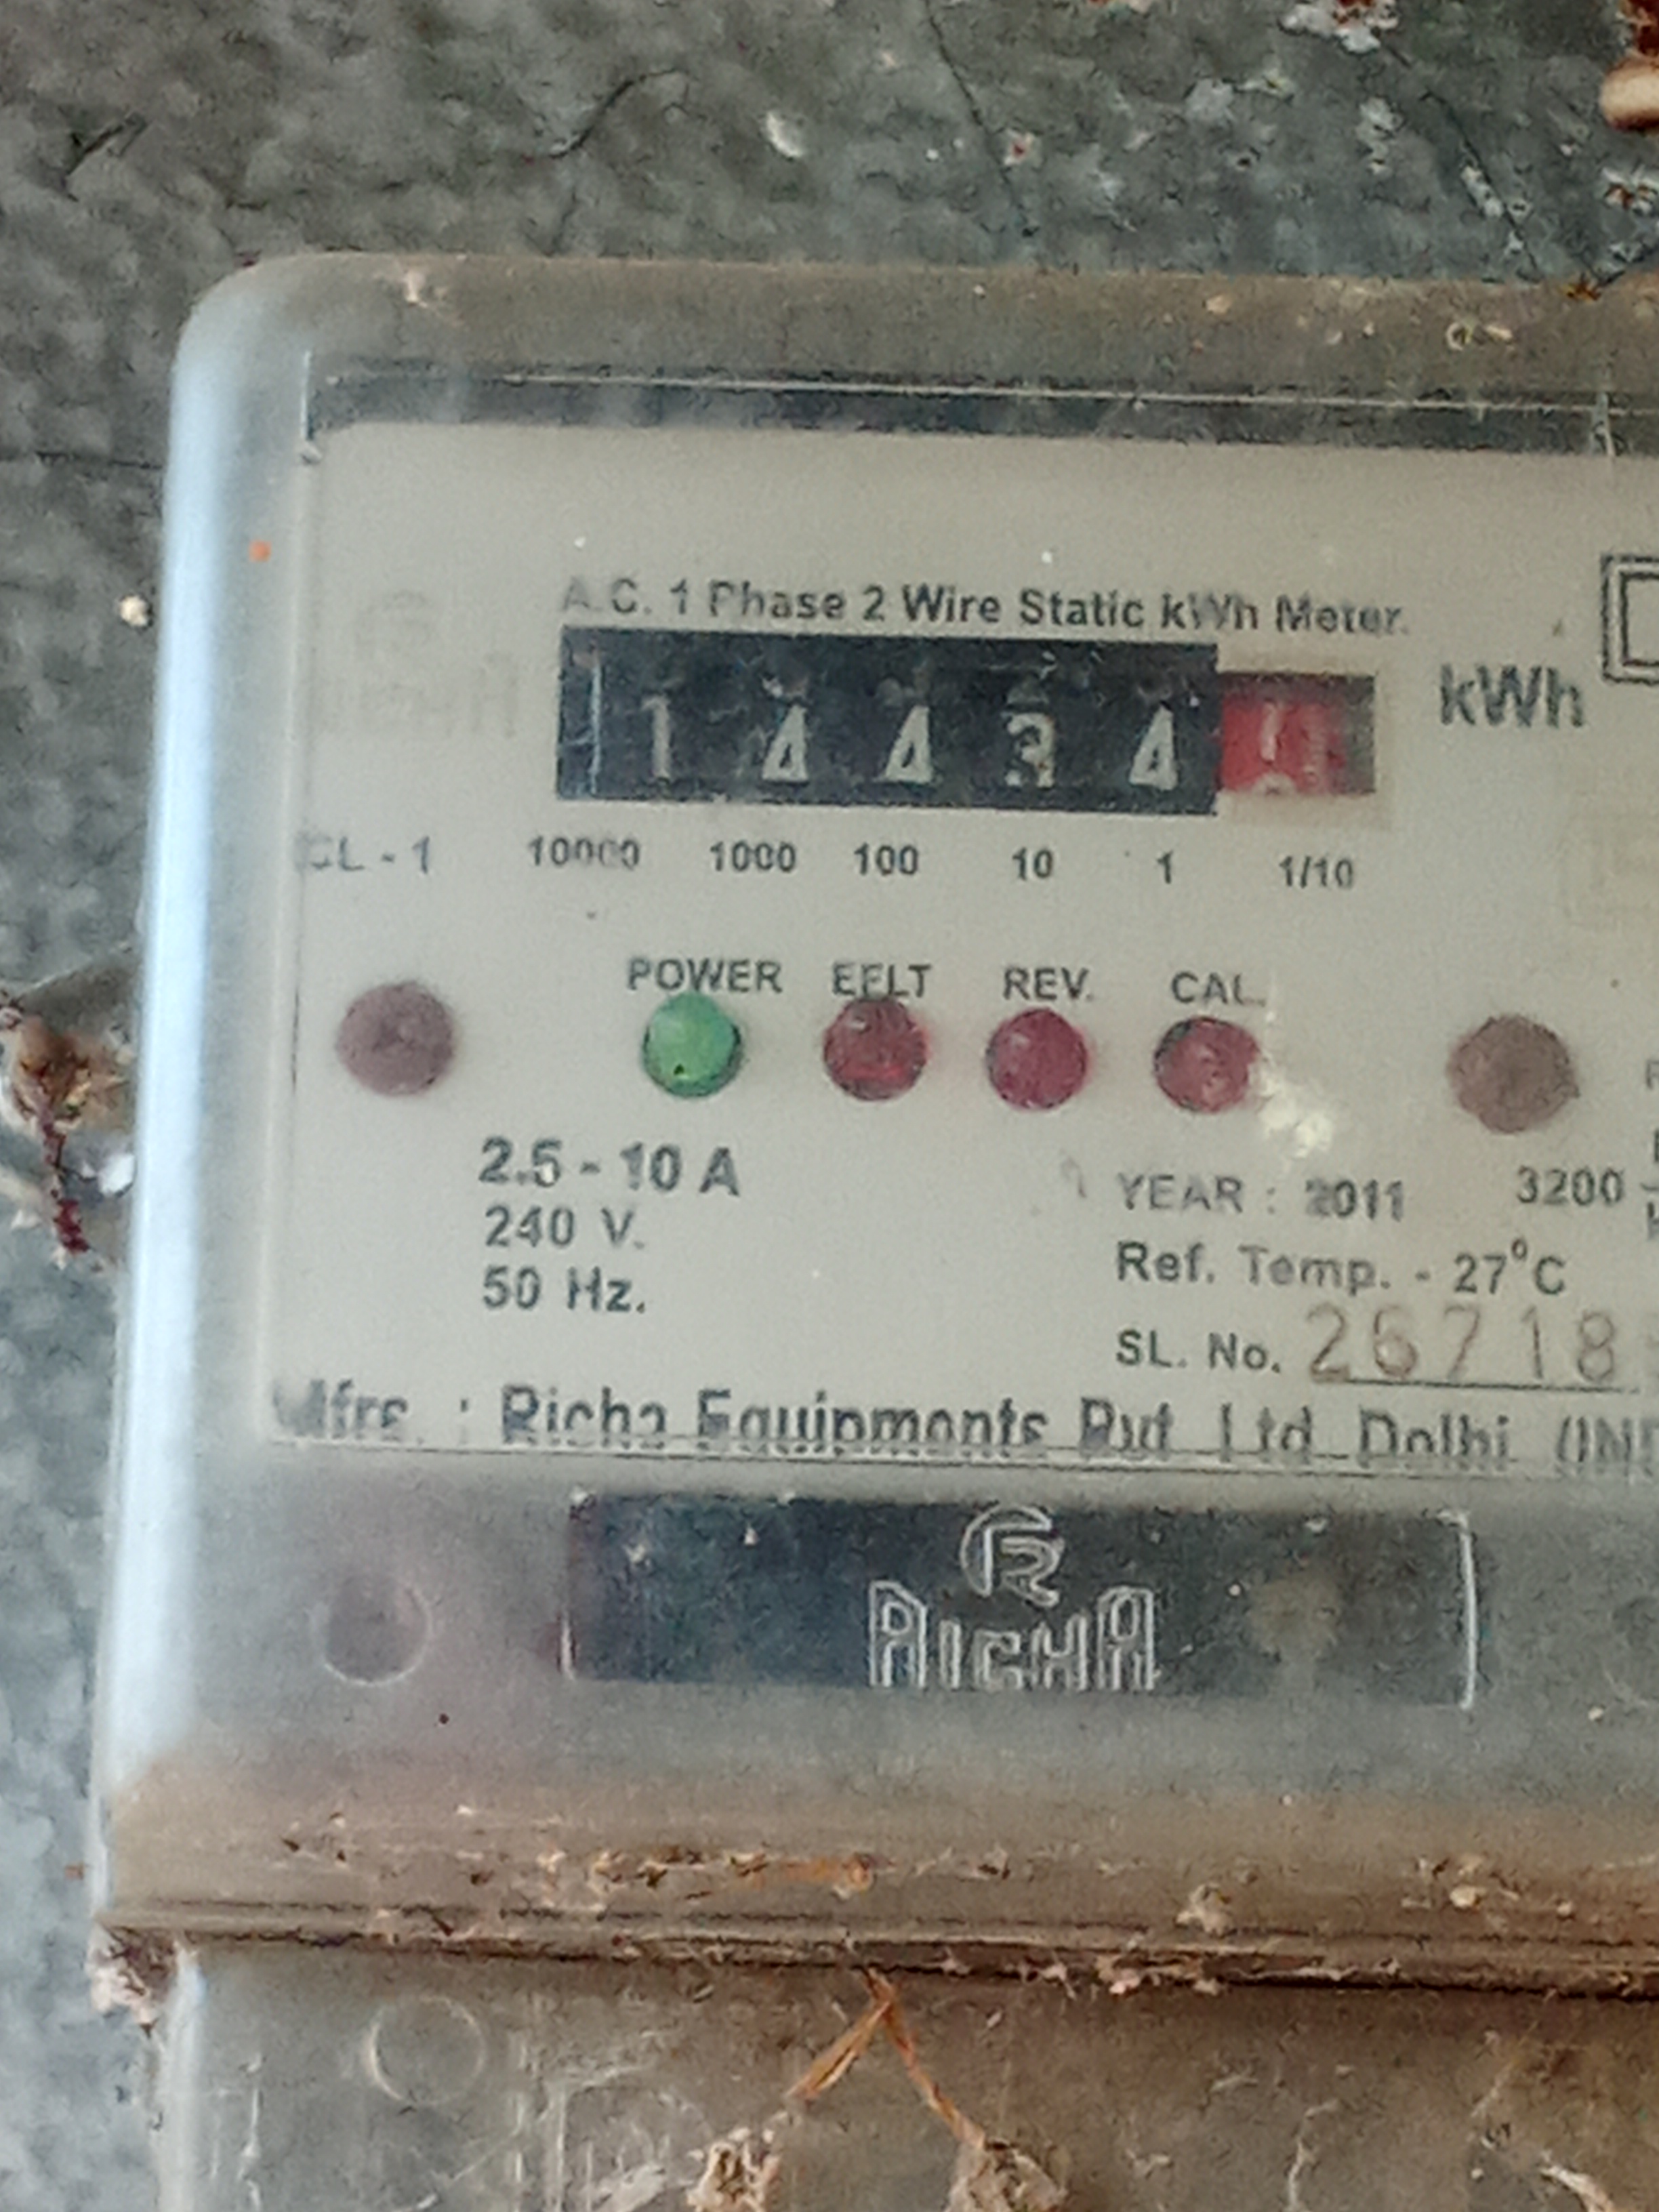 A.C. 1 Phase 2 Wire Static kWh Meter.
1 4 4 3 4 1 kWh
10000 1000 100 10 1 1/10
CL - 1
POWER EFLT REV. CAL.
2.5 - 10 A
240 V.
50 Hz.
YEAR : 2011
3200
Ref. Temp. - 27°C
SL. No. 26718
Mfrs. : Richa Equipments Pvt. Ltd. Delhi
RICHA